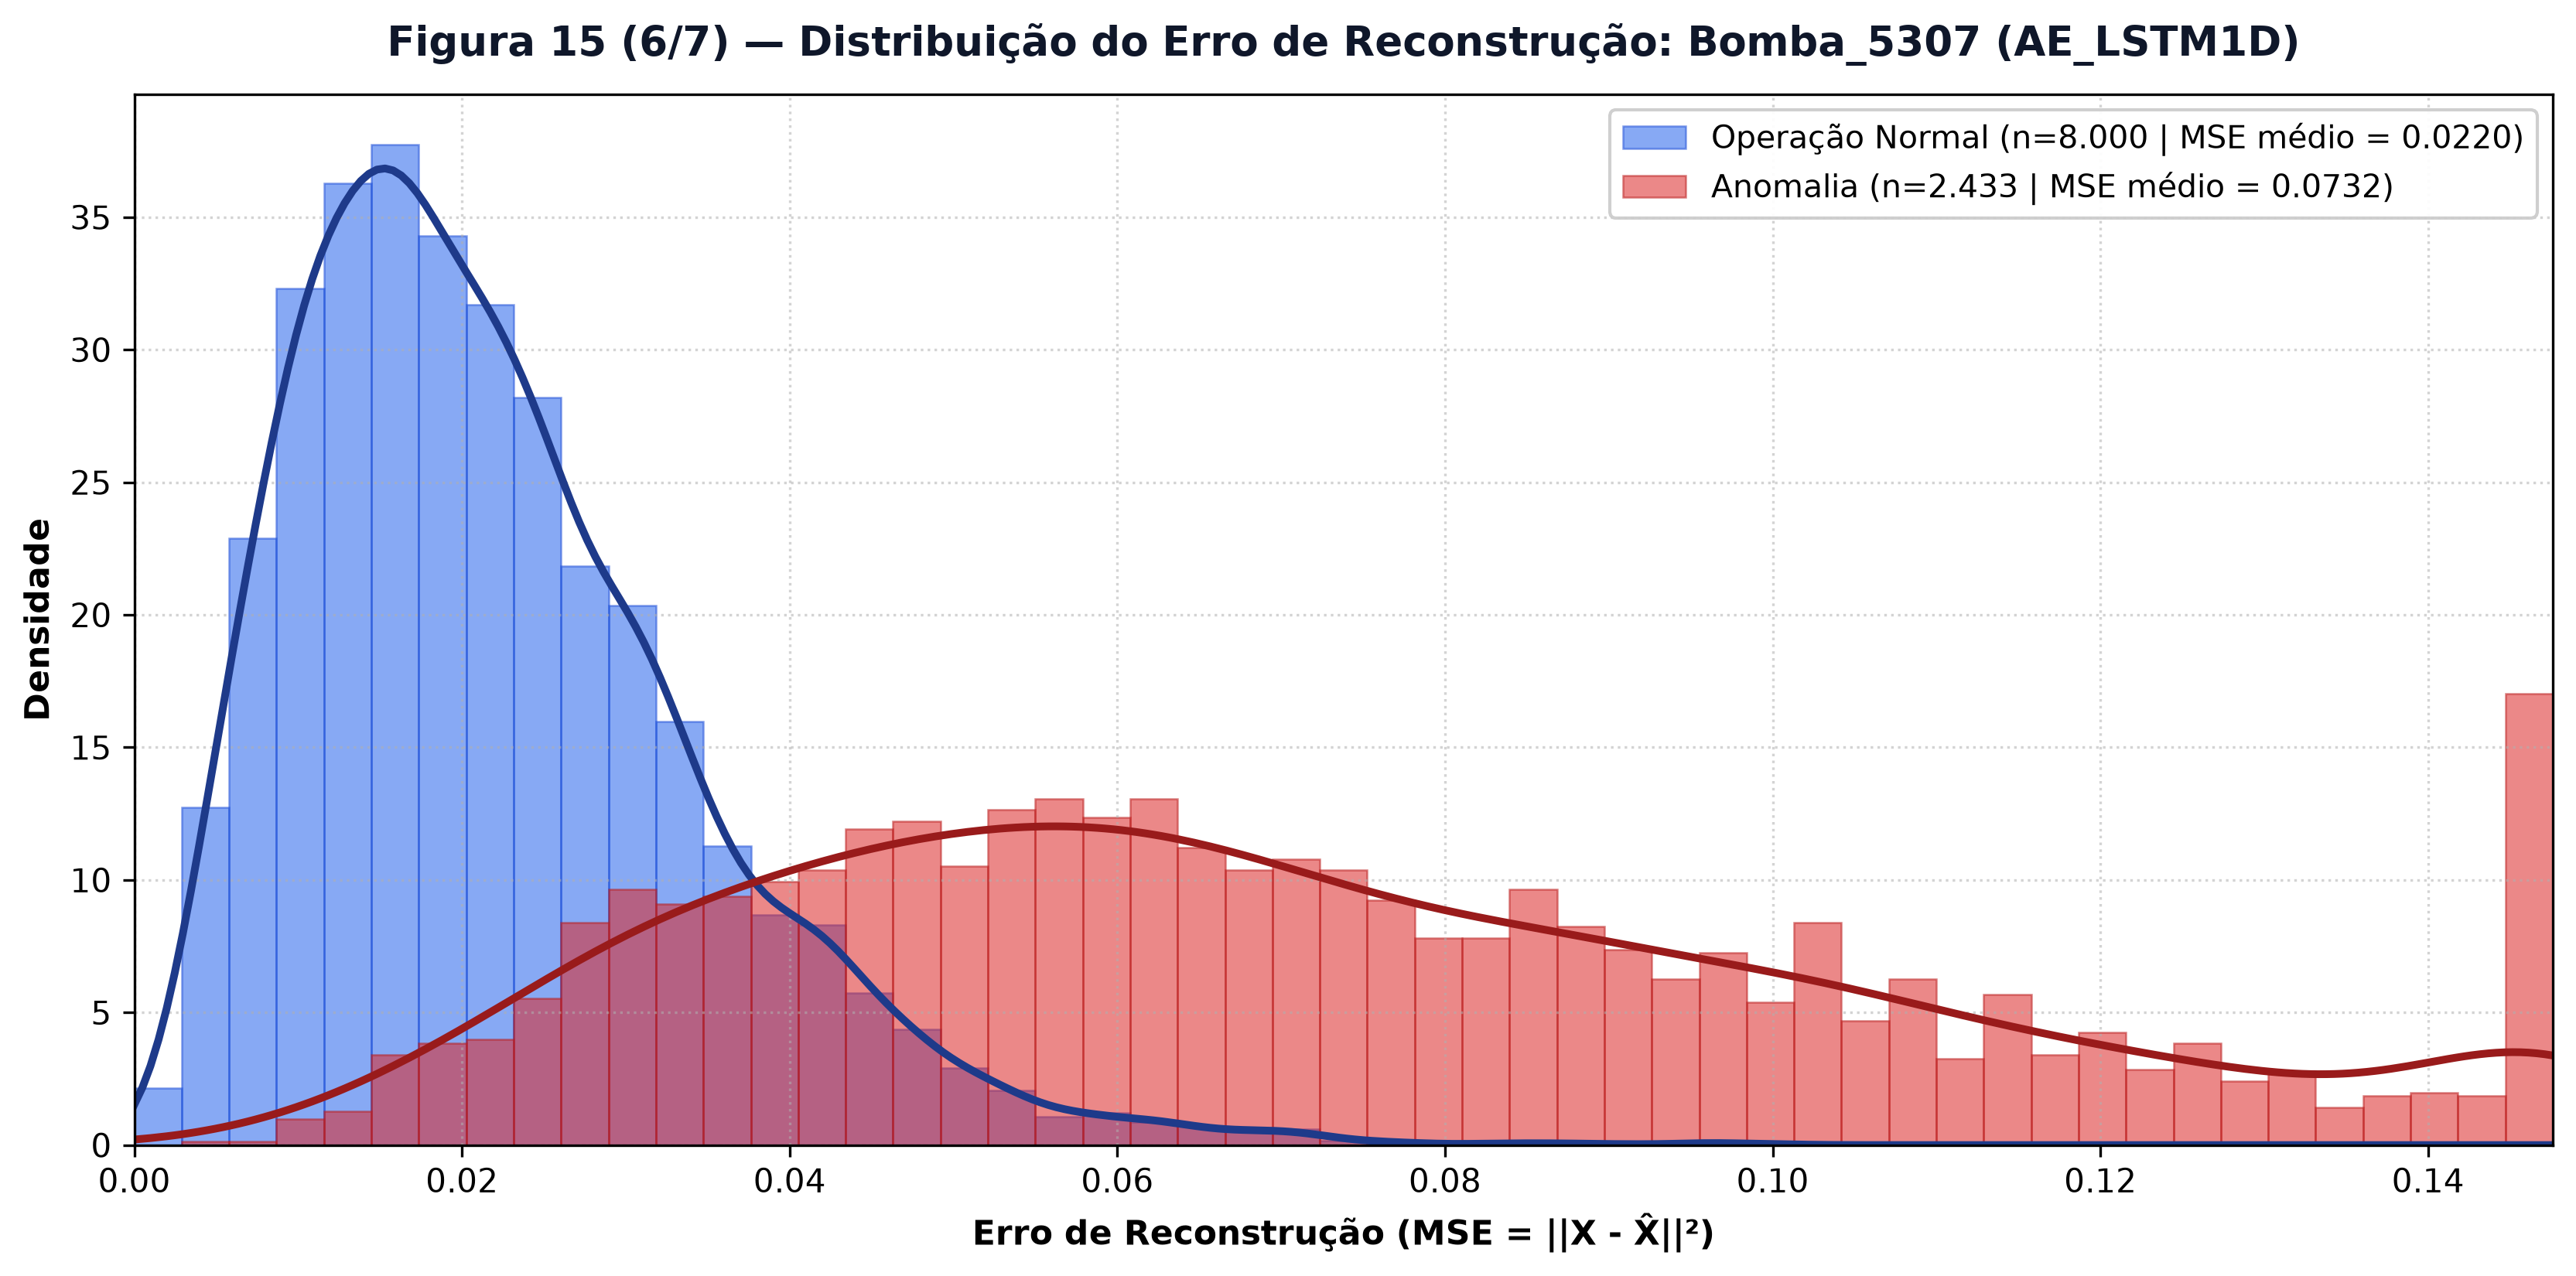 Figura 15 (6/7) — Distribuição do Erro de Reconstrução: Bomba_5307 (AE_LSTM1D)
Operação Normal (n=8.000 | MSE médio = 0.0220)
Anomalia (n=2.433 | MSE médio = 0.0732)
Densidade
35
30
25
20
15
10
5
0
0.00 0.02 0.04 0.06 0.08 0.10 0.12 0.14
Erro de Reconstrução (MSE = ||X - X̂||²)